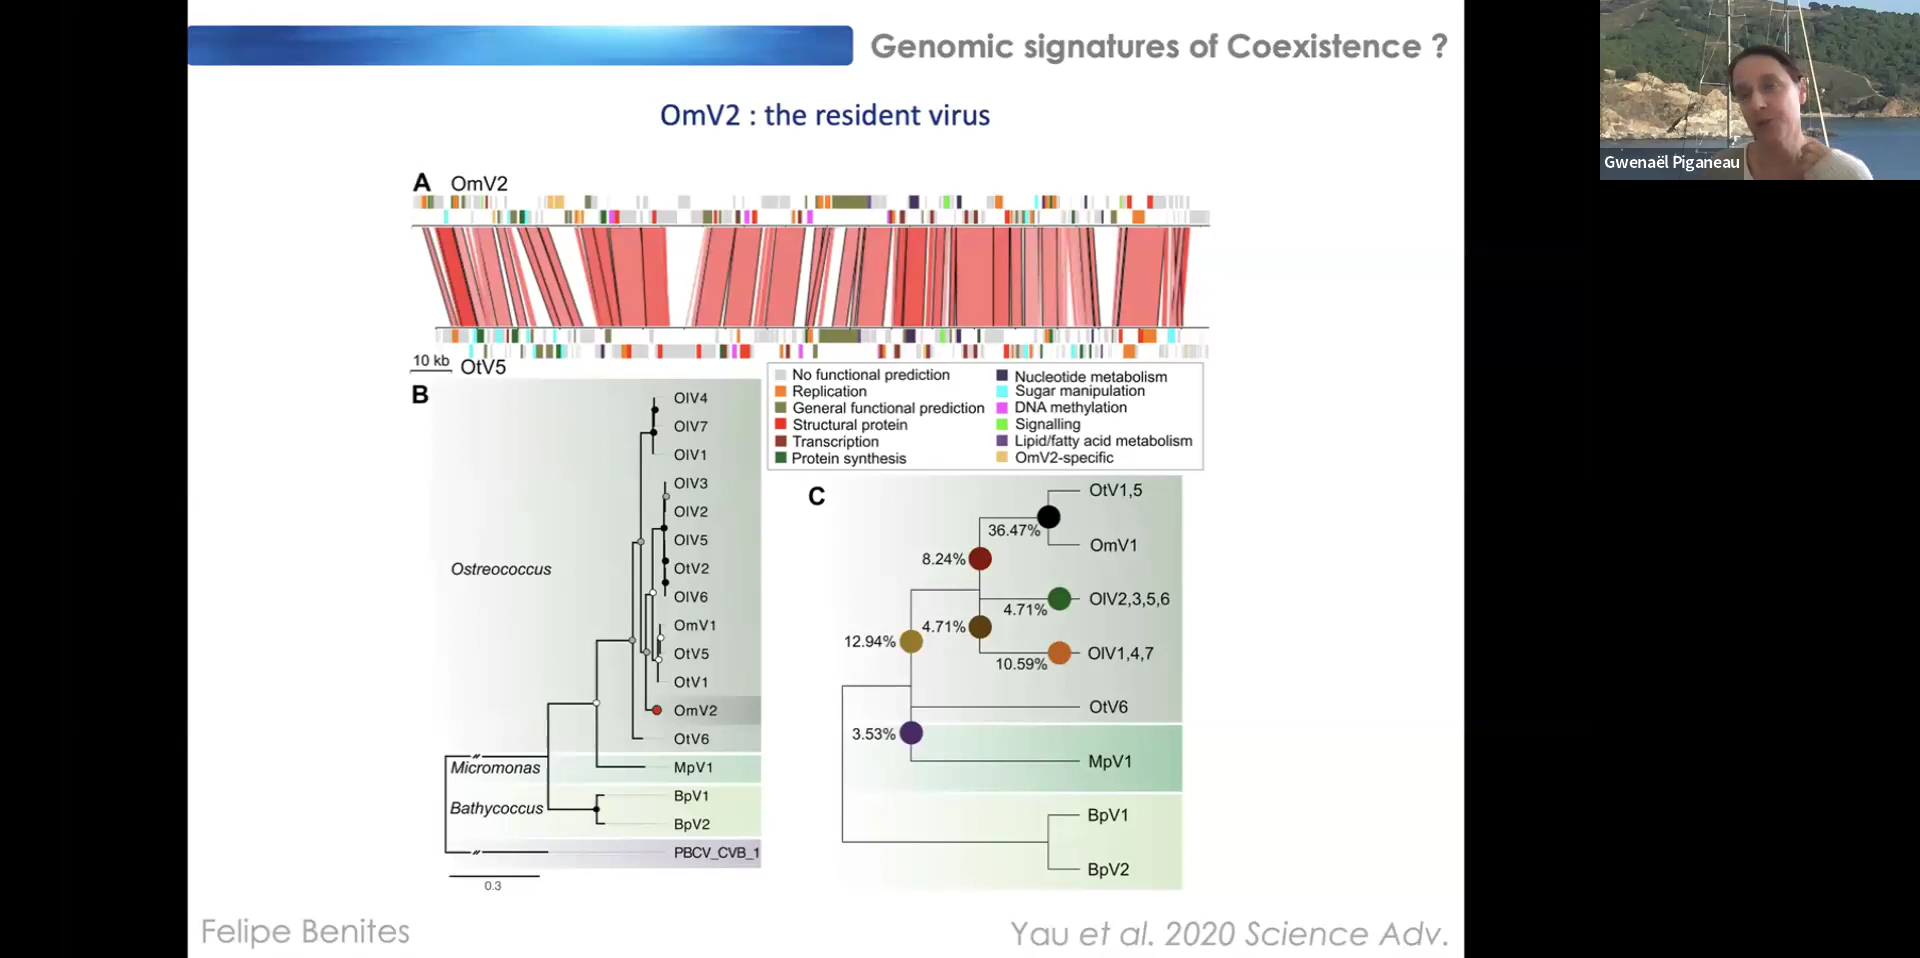 Genomic signatures of Coexistence ?
OmV2 : the resident virus
Gwenaël Piganeau
A OmV2
10 kb OtV5
No functional prediction
Replication
General functional prediction
Structural protein
Transcription
Protein synthesis
Nucleotide metabolism
Sugar manipulation
DNA methylation
Signalling
Lipid/fatty acid metabolism
OmV2-specific
B
OlV4
OlV7
OlV1
OlV3
OlV2
OlV5
OtV2
OlV6
OmV1
OtV5
OtV1
OmV2
OtV6
MpV1
BpV1
BpV2
PBCV_CVB_1
Ostreococcus
Micromonas
Bathycoccus
0.3
C
OtV1,5
36.47%
OmV1
8.24%
OlV2,3,5,6
4.71%
4.71%
12.94%
OlV1,4,7
10.59%
OtV6
3.53%
MpV1
BpV1
BpV2
Felipe Benites
Yau et al. 2020 Science Adv.